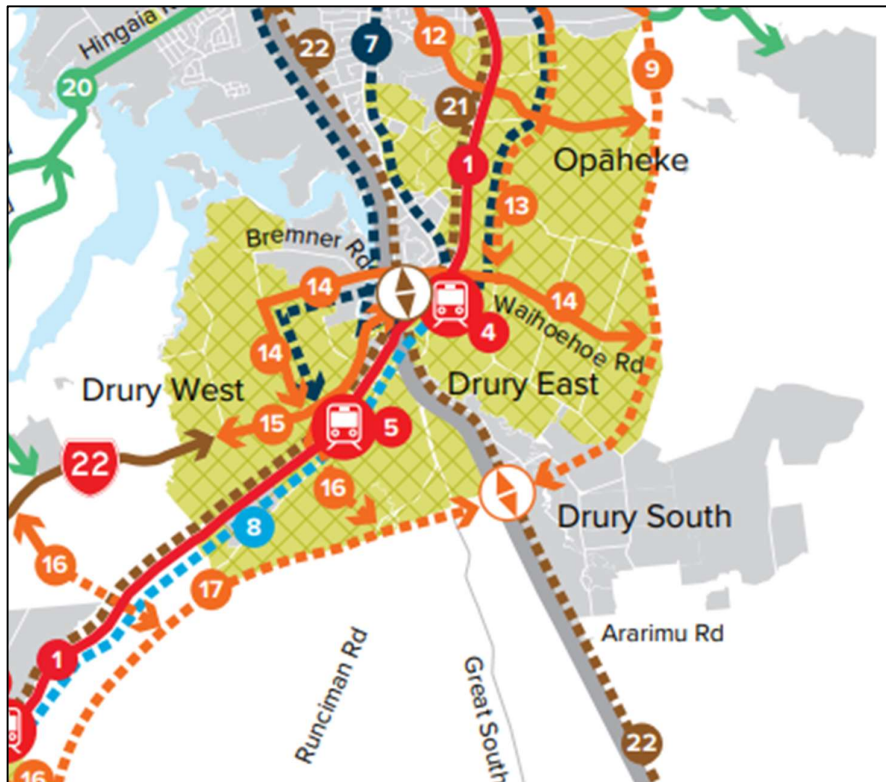 Hingaia
22
7
12
9
20
21
Opāheke
1
13
Bremner Rd
14
14
4
Waihoehoe Rd
14
Drury West
Drury East
15
5
22
16
8
Drury South
16
17
Ararimu Rd
1
Runciman Rd
Great South
22
16